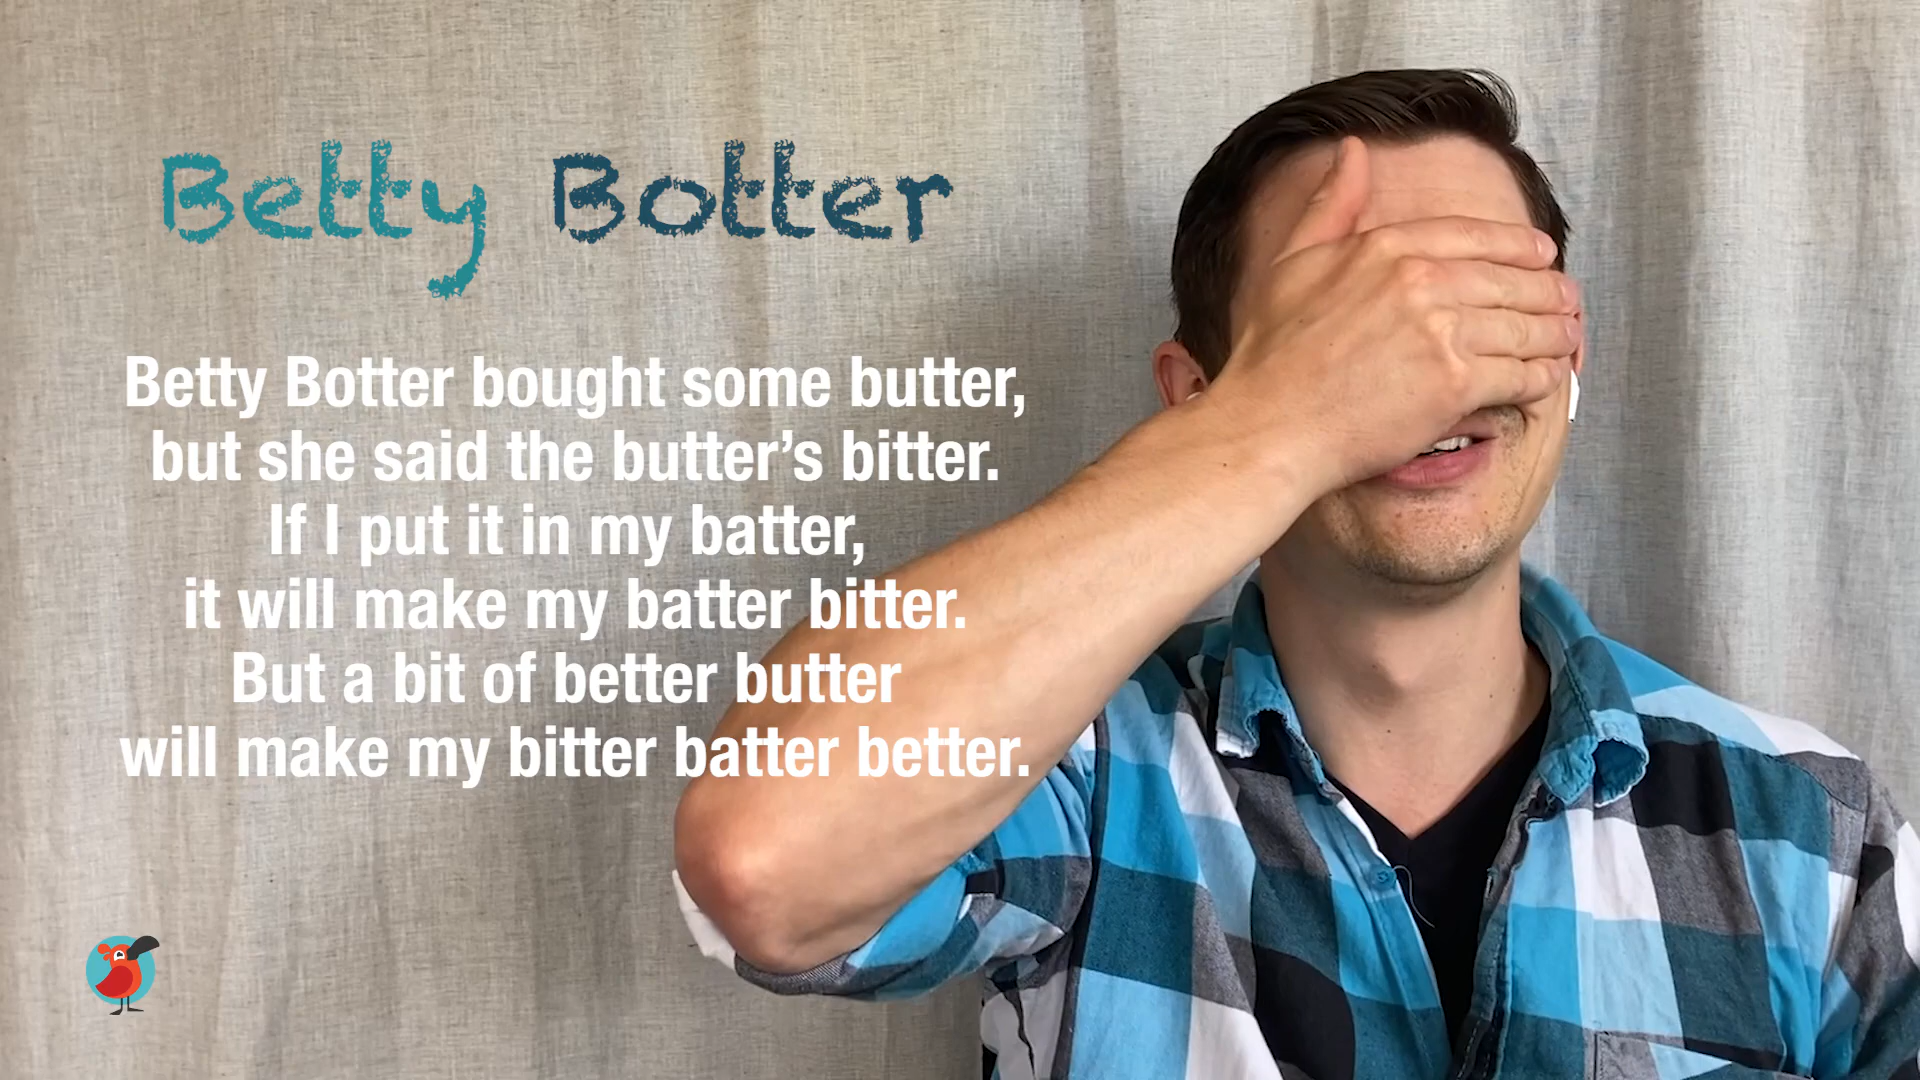 Betty Botter
Betty Botter bought some butter,
but she said the butter’s bitter.
If I put it in my batter,
it will make my batter bitter.
But a bit of better butter
will make my bitter batter better.